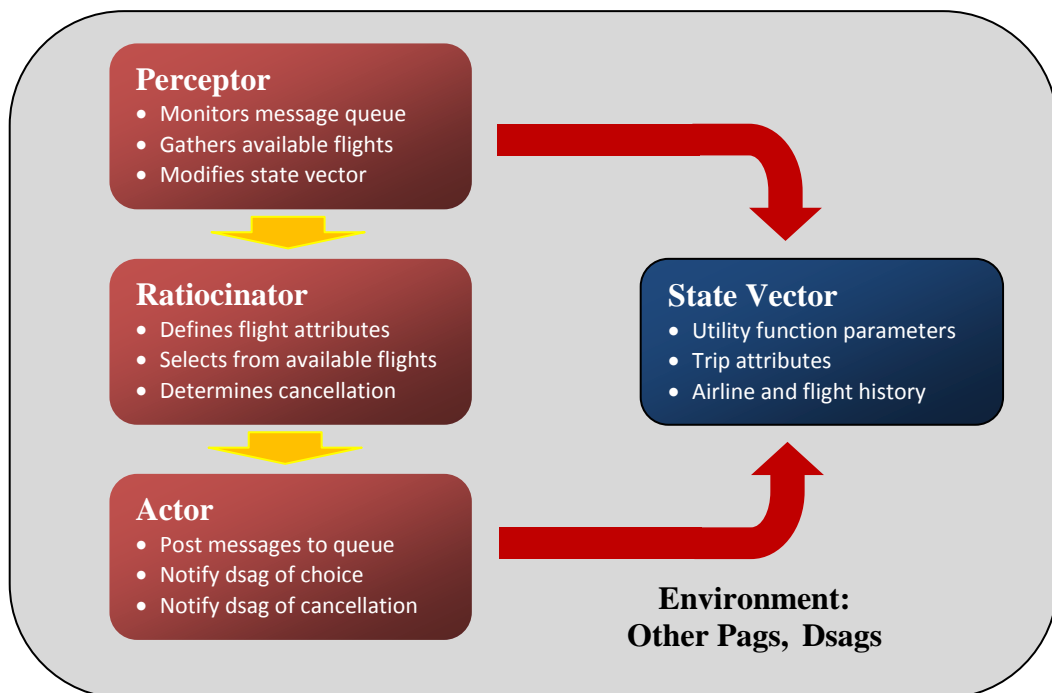 Perceptor
• Monitors message queue
• Gathers available flights
• Modifies state vector
Ratiocinator
• Defines flight attributes
• Selects from available flights
• Determines cancellation
State Vector
• Utility function parameters
• Trip attributes
• Airline and flight history
Actor
• Post messages to queue
• Notify dsag of choice
• Notify dsag of cancellation
Environment:
Other Pags, Dsags